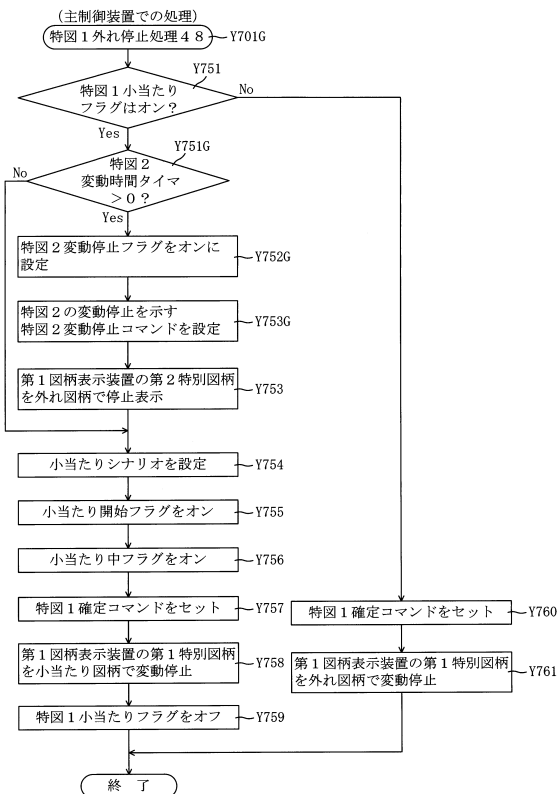 (主制御装置での処理)
特図1外れ停止処理48
Y701G
Y751
特図1小当たり
フラグはオン?
No
Yes
Y751G
特図2
変動時間タイマ
>0?
No
Yes
特図2変動停止フラグをオンに
設定
Y752G
特図2の変動停止を示す
特図2変動停止コマンドを設定
Y753G
第1図柄表示装置の第2特別図柄
を外れ図柄で停止表示
Y753
小当たりシナリオを設定
Y754
小当たり開始フラグをオン
Y755
小当たり中フラグをオン
Y756
特図1確定コマンドをセット
Y757
特図1確定コマンドをセット
Y760
第1図柄表示装置の第1特別図柄
を小当たり図柄で変動停止
Y758
第1図柄表示装置の第1特別図柄
を外れ図柄で変動停止
Y761
特図1小当たりフラグをオフ
Y759
終 了